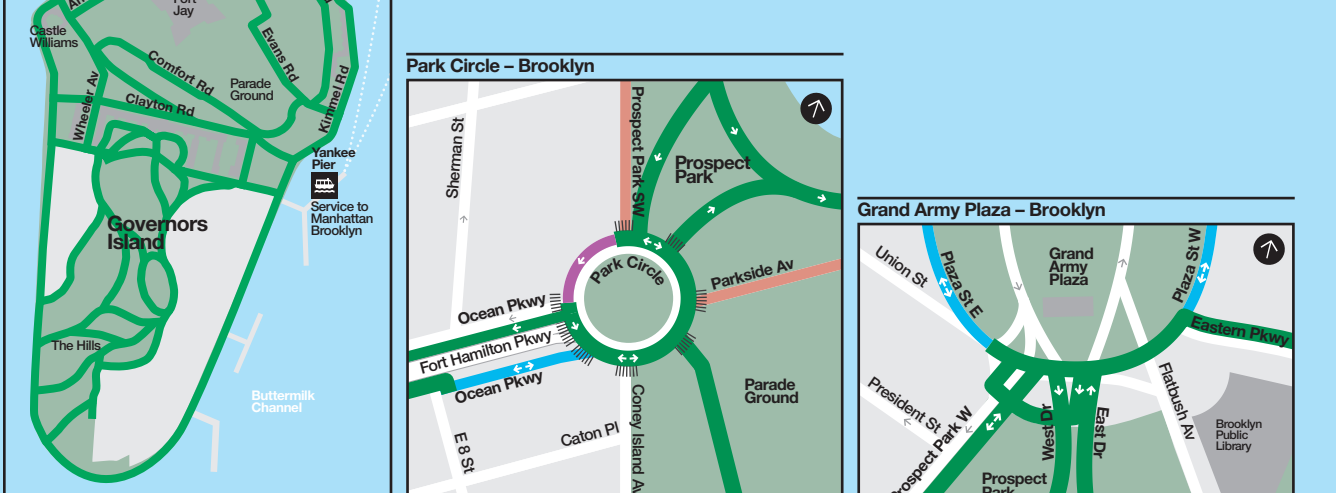 Fort
Jay
Castle
Williams
Evans Rd
Comfort Rd
Parade
Ground
Kimmel Rd
Wheeler Av
Clayton Rd
Yankee
Pier
Service to
Manhattan
Brooklyn
Governors
Island
The Hills
Buttermilk
Channel
Park Circle – Brooklyn
Sherman St
Prospect Park SW
Prospect
Park
Park Circle
Parkside Av
Ocean Pkwy
Fort Hamilton Pkwy
Ocean Pkwy
Parade
Ground
E 8 St
Caton Pl
Coney Island Av
Grand Army Plaza – Brooklyn
Union St
Plaza St E
Grand
Army
Plaza
Plaza St W
Eastern Pkwy
President St
Prospect Park W
West Dr
East Dr
Flatbush Av
Brooklyn
Public
Library
Prospect
Park